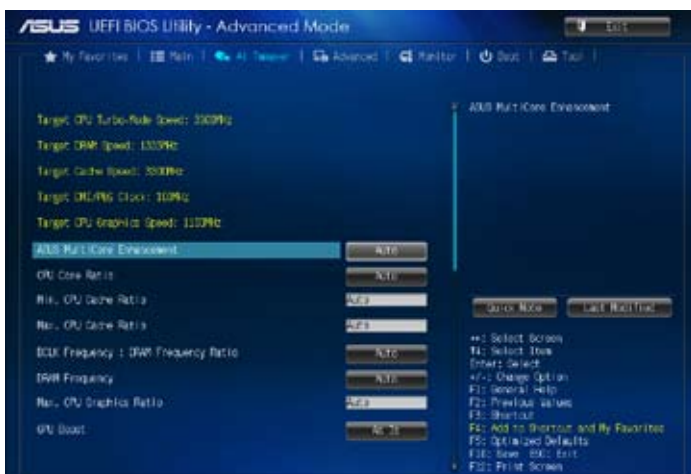 ASUS UEFI BIOS Utility - Advanced Mode
Exit
My Favorites | Main | Ai Tweaker | Advanced | Monitor | Boot | Tool
Target CPU Turbo-Mode Speed:
Target DRAM Speed: 1333MHz
Target Cache Speed:
Target DMI/PEG Clock: 100MHz
Target CPU Graphics Speed: 1100MHz
ASUS MultiCore Enhancement Auto
CPU Core Ratio Auto
Min. CPU Cache Ratio Auto
Max. CPU Cache Ratio Auto
BCLK Frequency : DRAM Frequency Ratio Auto
DRAM Frequency Auto
Max. CPU Graphics Ratio Auto
GPU Boost As Is
ASUS MultiCore Enhancement
Quick Note
Last Modified
Select Screen
Select Item
Enter: Select
+/-: Change Option
F1: General Help
F2: Previous Values
F3: Shortcut
F4: Add to Shortcut and My Favorites
F5: Optimized Defaults
F10: Save ESC: Exit
F12: Print Screen